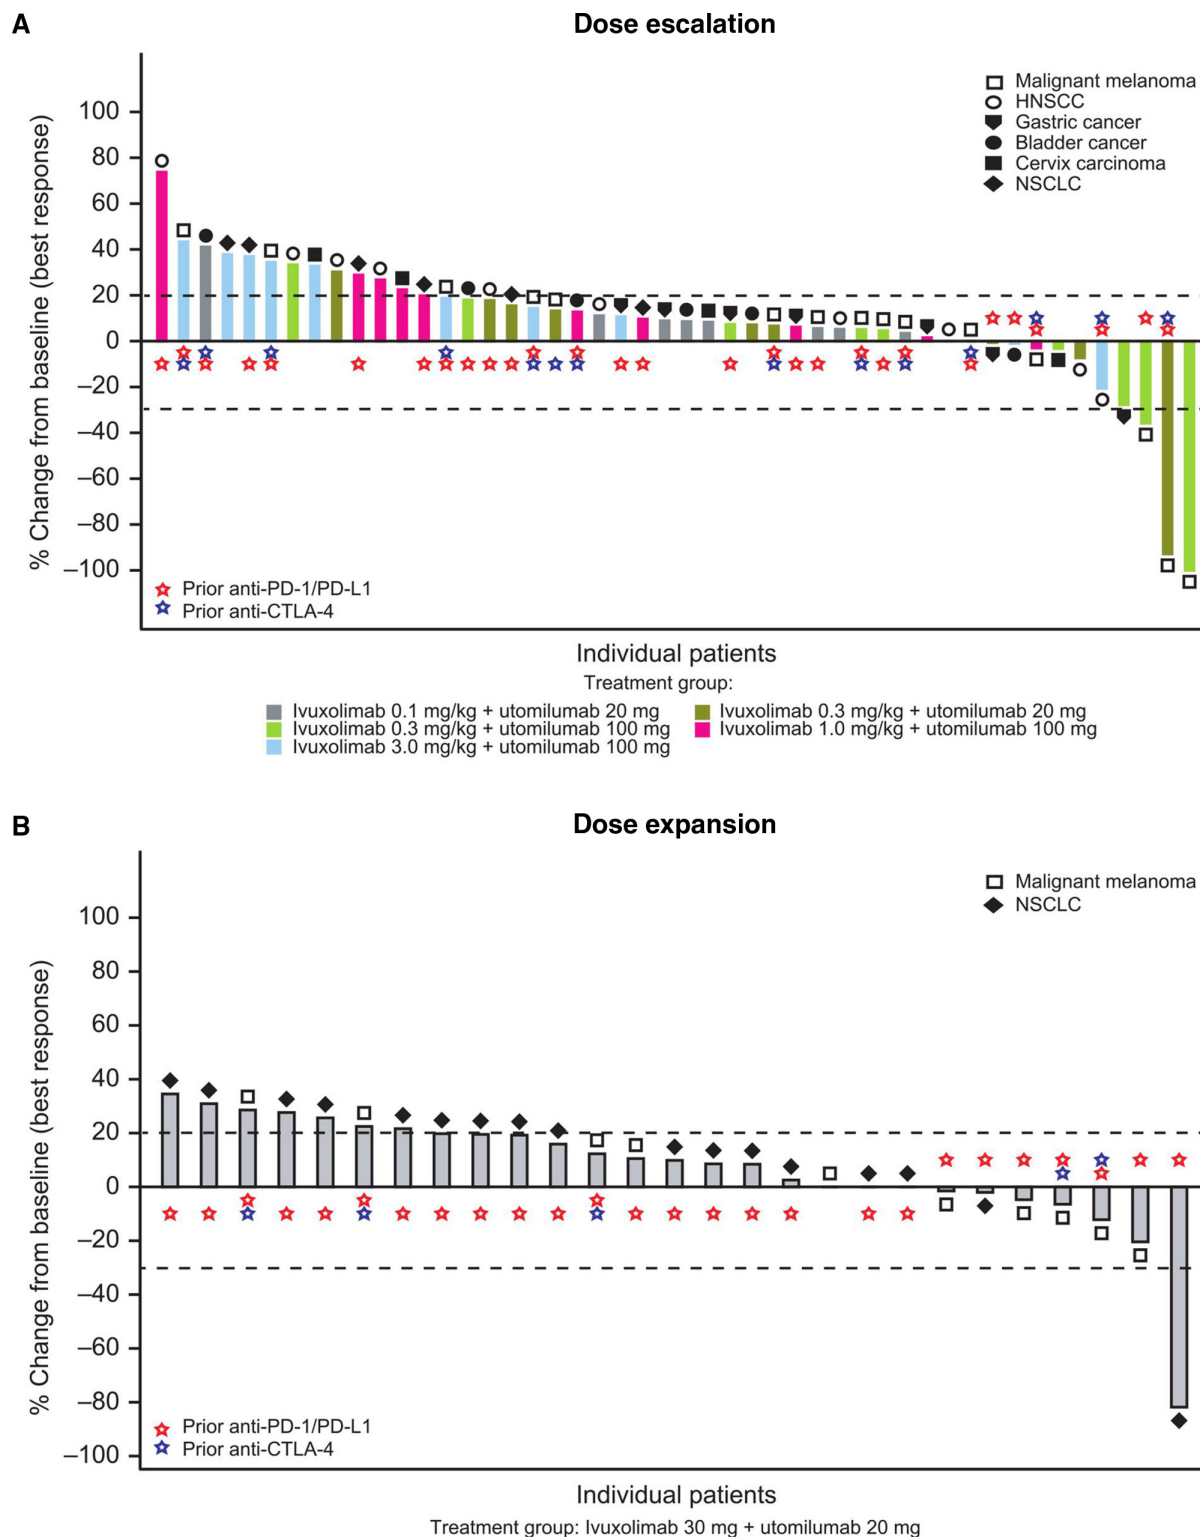 A
Dose escalation
Malignant melanoma
HNSCC
Gastric cancer
Bladder cancer
Cervix carcinoma
NSCLC
% Change from baseline (best response)
100
80
60
40
20
0
–20
–40
–60
–80
–100
Prior anti-PD-1/PD-L1
Prior anti-CTLA-4
Individual patients
Treatment group:
Ivuxolimab 0.1 mg/kg + utomilumab 20 mg
Ivuxolimab 0.3 mg/kg + utomilumab 20 mg
Ivuxolimab 0.3 mg/kg + utomilumab 100 mg
Ivuxolimab 1.0 mg/kg + utomilumab 100 mg
Ivuxolimab 3.0 mg/kg + utomilumab 100 mg
B
Dose expansion
Malignant melanoma
NSCLC
% Change from baseline (best response)
100
80
60
40
20
0
–20
–40
–60
–80
–100
Prior anti-PD-1/PD-L1
Prior anti-CTLA-4
Individual patients
Treatment group: Ivuxolimab 30 mg + utomilumab 20 mg